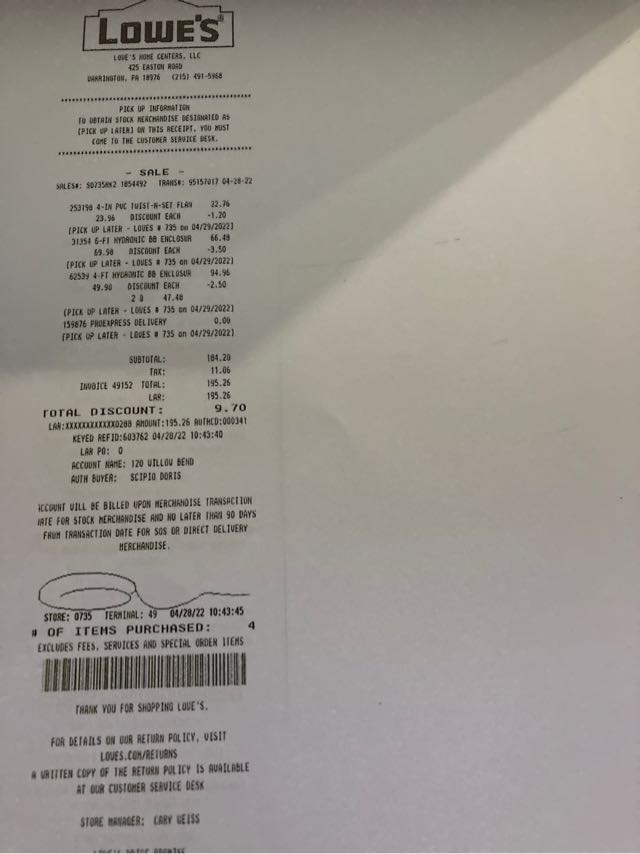 LOWE'S
LOWE'S HOME CENTERS, LLC
425 EASTON ROAD
WARRINGTON, PA 18976 (215) 491-5968
PICK UP INFORMATION
TO OBTAIN STOCK MERCHANDISE DESIGNATED AS
[PICK UP LATER] ON THIS RECEIPT, YOU MUST
COME TO THE CUSTOMER SERVICE DESK.
- SALE -
SALES#: S0735HK2 1854492 TRANS#: 95157017 04-28-22
253198 4-IN PVC TWIST-N-SET FLAN 22.76
23.96 DISCOUNT EACH -1.20
[PICK UP LATER - LOWES # 735 on 04/29/2022]
31354 6-FT HYDRONIC BB ENCLOSUR 66.48
69.98 DISCOUNT EACH -3.50
[PICK UP LATER - LOWES # 735 on 04/29/2022]
62539 4-FT HYDRONIC BB ENCLOSUR 94.96
49.98 DISCOUNT EACH -2.50
2 @ 47.48
[PICK UP LATER - LOWES # 735 on 04/29/2022]
159876 PROEXPRESS DELIVERY 0.00
[PICK UP LATER - LOWES # 735 on 04/29/2022]
SUBTOTAL: 184.20
TAX: 11.06
INVOICE 49152 TOTAL: 195.26
LAR: 195.26
TOTAL DISCOUNT: 9.70
LAR:XXXXXXXXXXXX0288 AMOUNT:195.26 AUTHCD:000341
KEYED REFID:603762 04/28/22 10:43:40
LAR PO: 0
ACCOUNT NAME: 120 WILLOW BEND
AUTH BUYER: SCIPIO DORIS
ACCOUNT WILL BE BILLED UPON MERCHANDISE TRANSACTION
DATE FOR STOCK MERCHANDISE AND NO LATER THAN 90 DAYS
FROM TRANSACTION DATE FOR SOS OR DIRECT DELIVERY
MERCHANDISE.
STORE: 0735 TERMINAL: 49 04/28/22 10:43:45
# OF ITEMS PURCHASED: 4
EXCLUDES FEES, SERVICES AND SPECIAL ORDER ITEMS
THANK YOU FOR SHOPPING LOWE'S.
FOR DETAILS ON OUR RETURN POLICY, VISIT
LOWES.COM/RETURNS
A WRITTEN COPY OF THE RETURN POLICY IS AVAILABLE
AT OUR CUSTOMER SERVICE DESK
STORE MANAGER: CARY WEISS